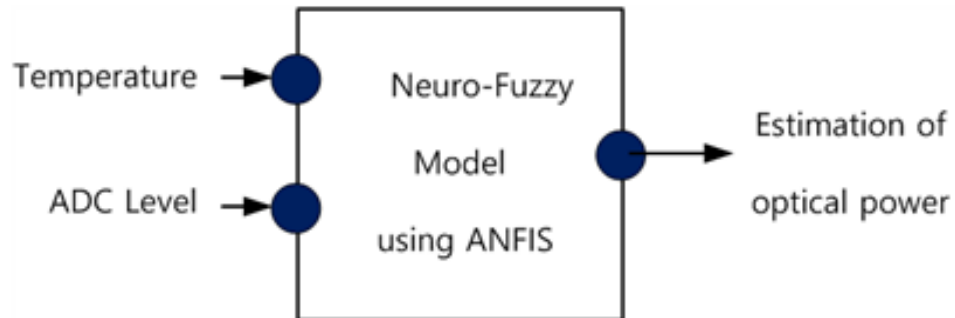 Temperature
ADC Level
Neuro-Fuzzy
Model
using ANFIS
Estimation of
optical power